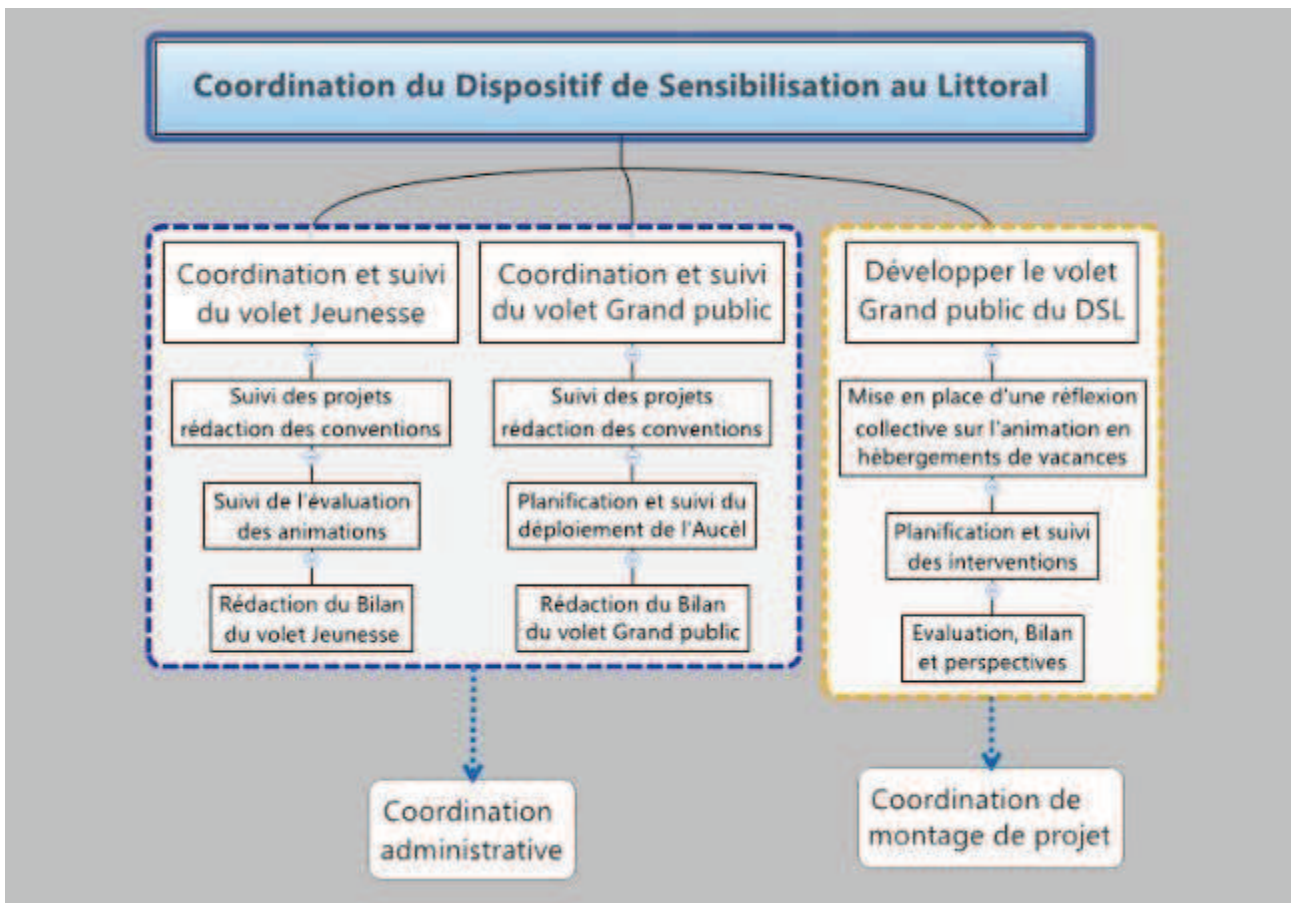 Coordination du Dispositif de Sensibilisation au Littoral
Coordination et suivi
du volet Jeunesse
Suivi des projets
rédaction des conventions
Suivi de l'évaluation
des animations
Rédaction du Bilan
du volet Jeunesse
Coordination et suivi
du volet Grand public
Suivi des projets
rédaction des conventions
Planification et suivi du
déploiement de l'Aucèl
Rédaction du Bilan
du volet Grand public
Développer le volet
Grand public du DSL
Mise en place d'une réflexion
collective sur l'animation en
hébergements de vacances
Planification et suivi
des interventions
Evaluation, Bilan
et perspectives
Coordination
administrative
Coordination de
montage de projet